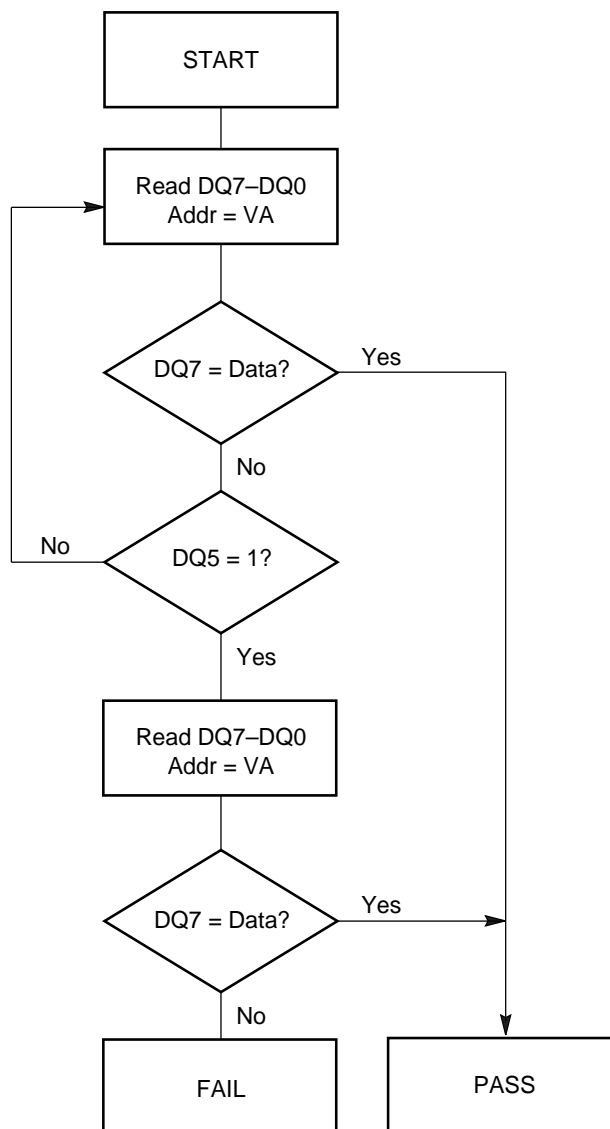 START
Read DQ7–DQ0
Addr = VA
DQ7 = Data?
Yes
No
No
DQ5 = 1?
Yes
Read DQ7–DQ0
Addr = VA
DQ7 = Data?
Yes
No
FAIL
PASS